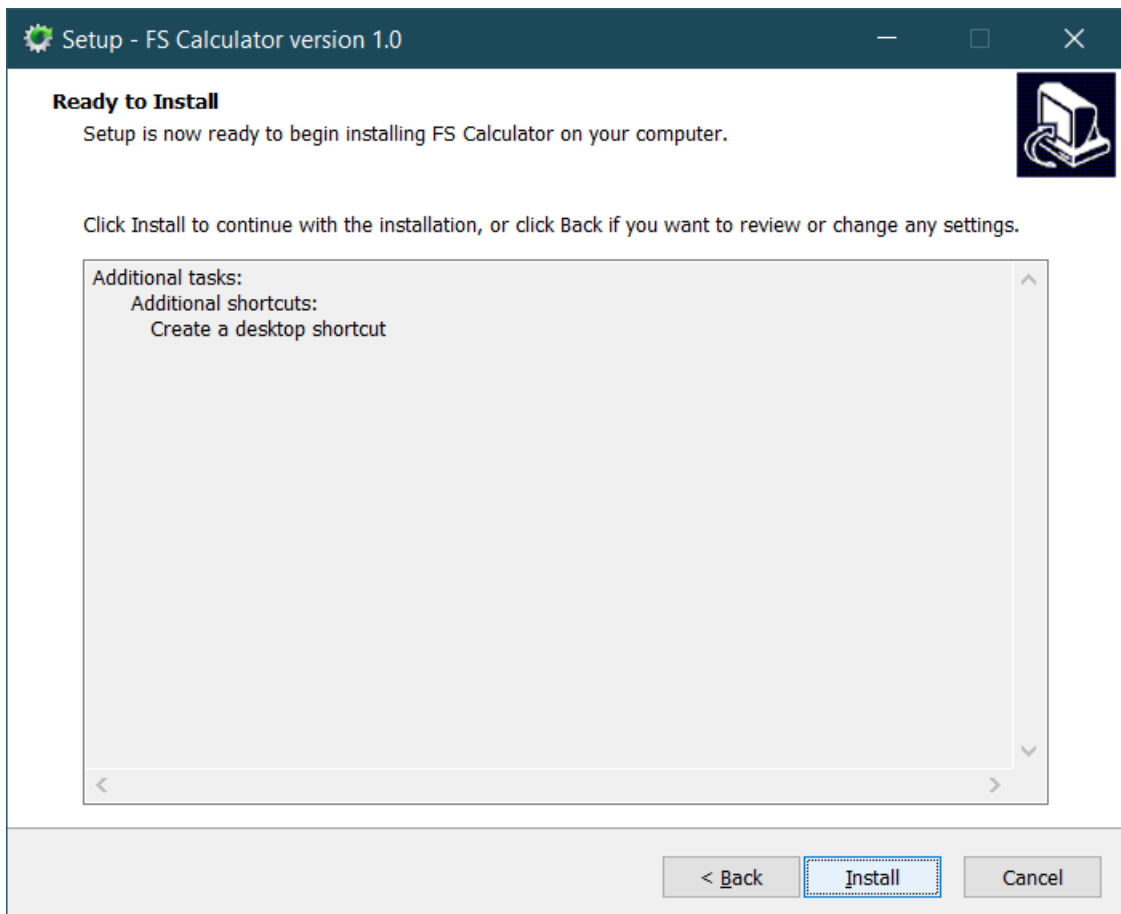 Setup - FS Calculator version 1.0
Ready to Install
Setup is now ready to begin installing FS Calculator on your computer.
Click Install to continue with the installation, or click Back if you want to review or change any settings.
Additional tasks:
Additional shortcuts:
Create a desktop shortcut
< Back Install Cancel